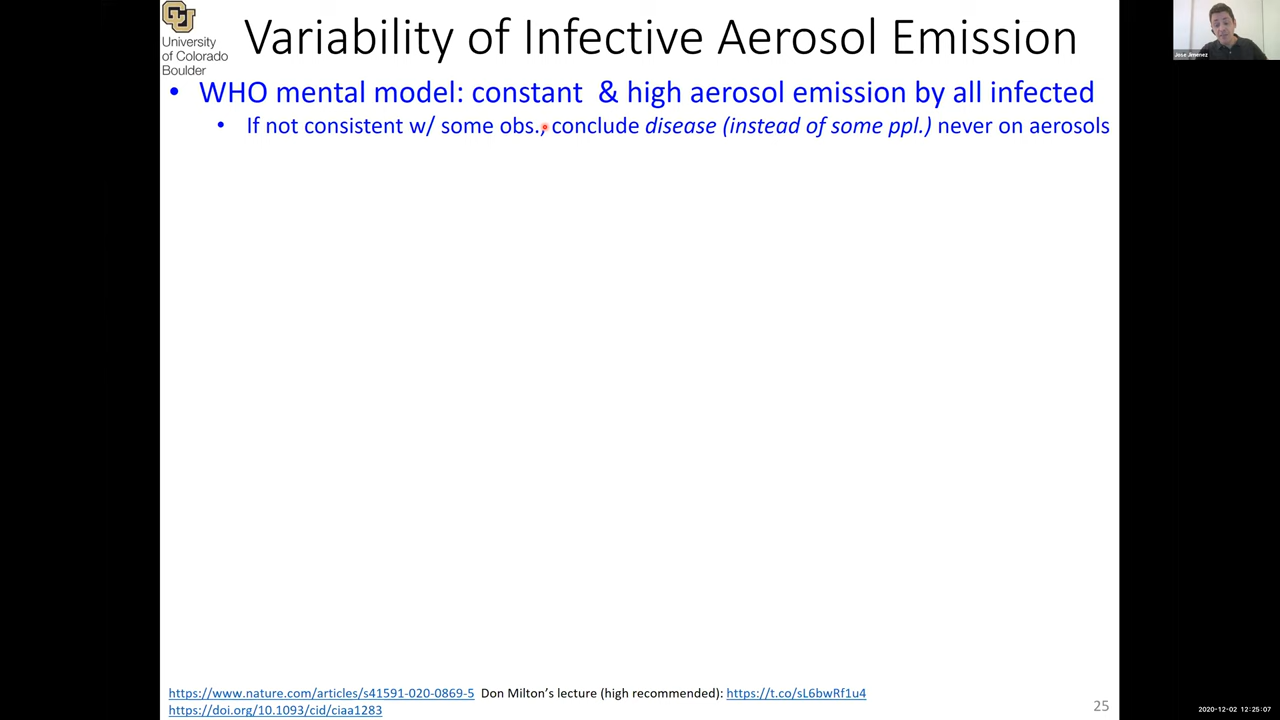 CU
University
of Colorado
Boulder
Variability of Infective Aerosol Emission
Jose Jimenez
• WHO mental model: constant & high aerosol emission by all infected
• If not consistent w/ some obs., conclude disease (instead of some ppl.) never on aerosols
https://www.nature.com/articles/s41591-020-0869-5 Don Milton's lecture (high recommended): https://t.co/sL6bwRf1u4
https://doi.org/10.1093/cid/ciaa1283
25
2020-12-02 12:25:07